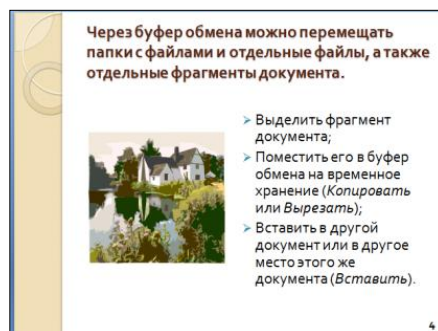 Через буфер обмена можно перемещать
папки с файлами и отдельные файлы, а также
отдельные фрагменты документа.
Выделить фрагмент
документа;
Поместить его в буфер
обмена на временное
хранение (Копировать
или Вырезать);
Вставить в другой
документ или в другое
место этого же
документа (Вставить).
4